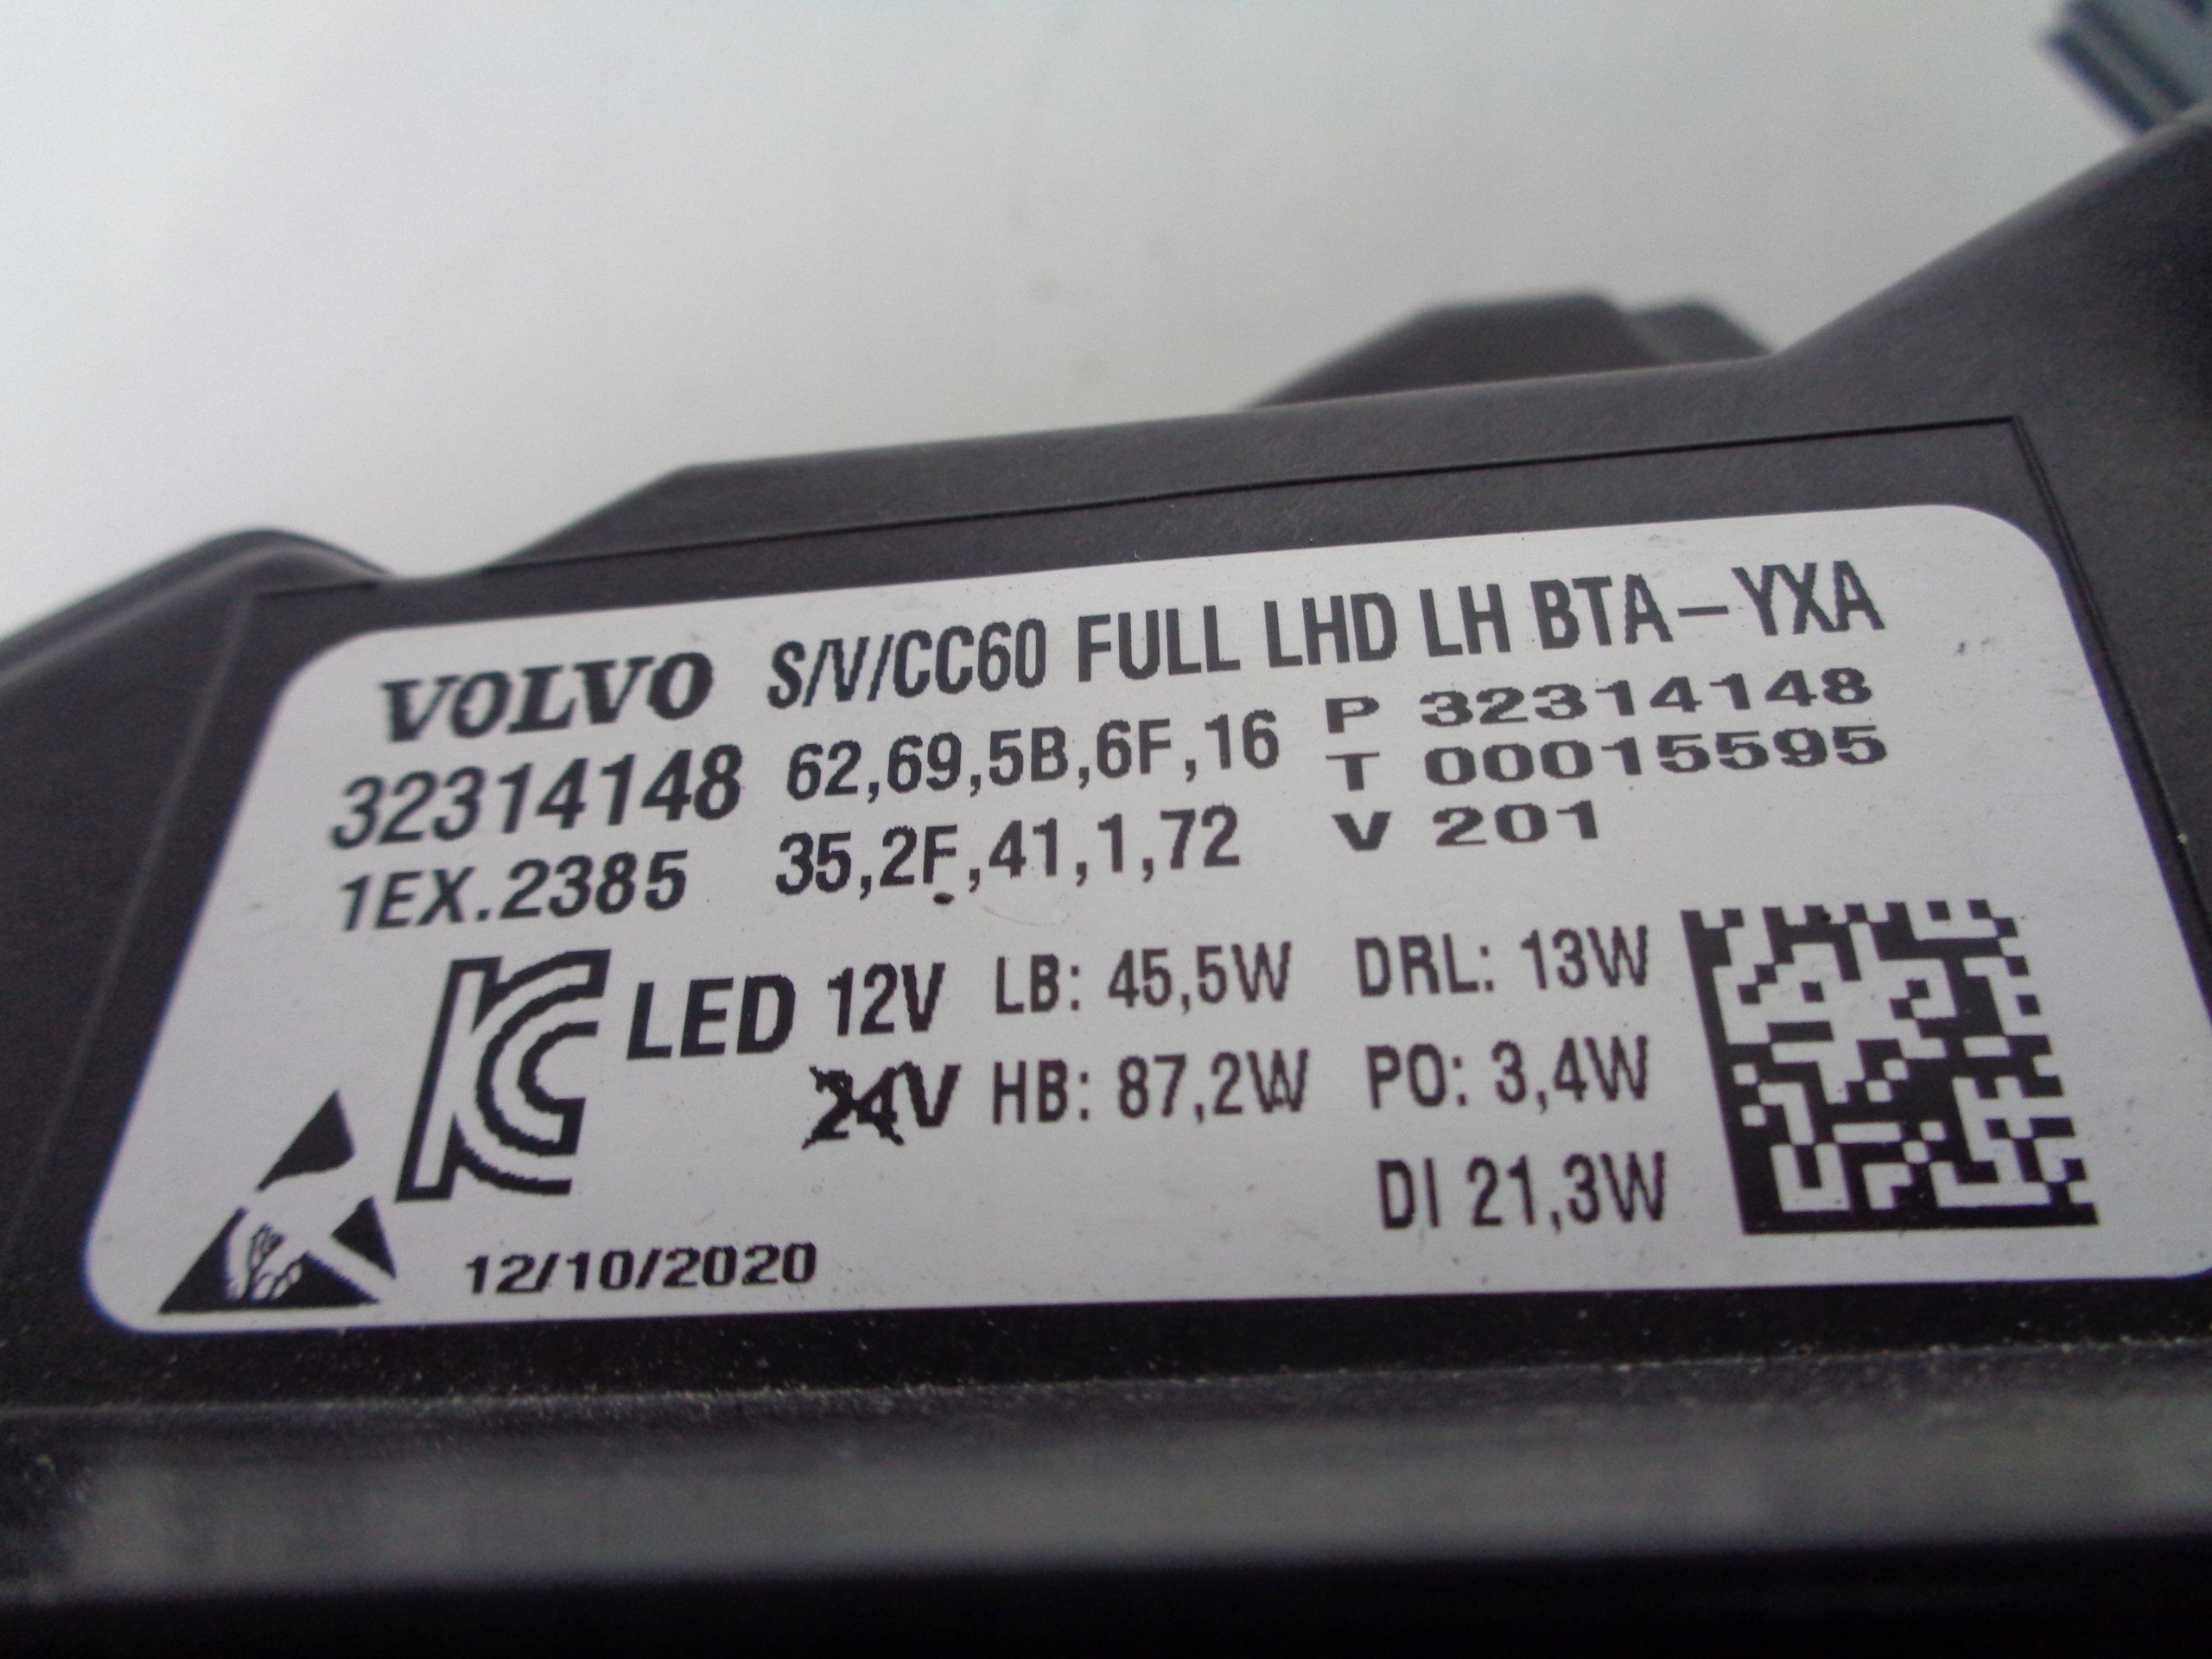 VOLVO S/V/CC60 FULL LHD LH BTA-YXA
32314148 62,69,5B,6F,16 P 32314148
T 00015595
1EX.2385 35,2F,41,1,72 V 201
LED 12V LB: 45,5W DRL: 13W
24V HB: 87,2W PO: 3,4W
DI 21,3W
12/10/2020